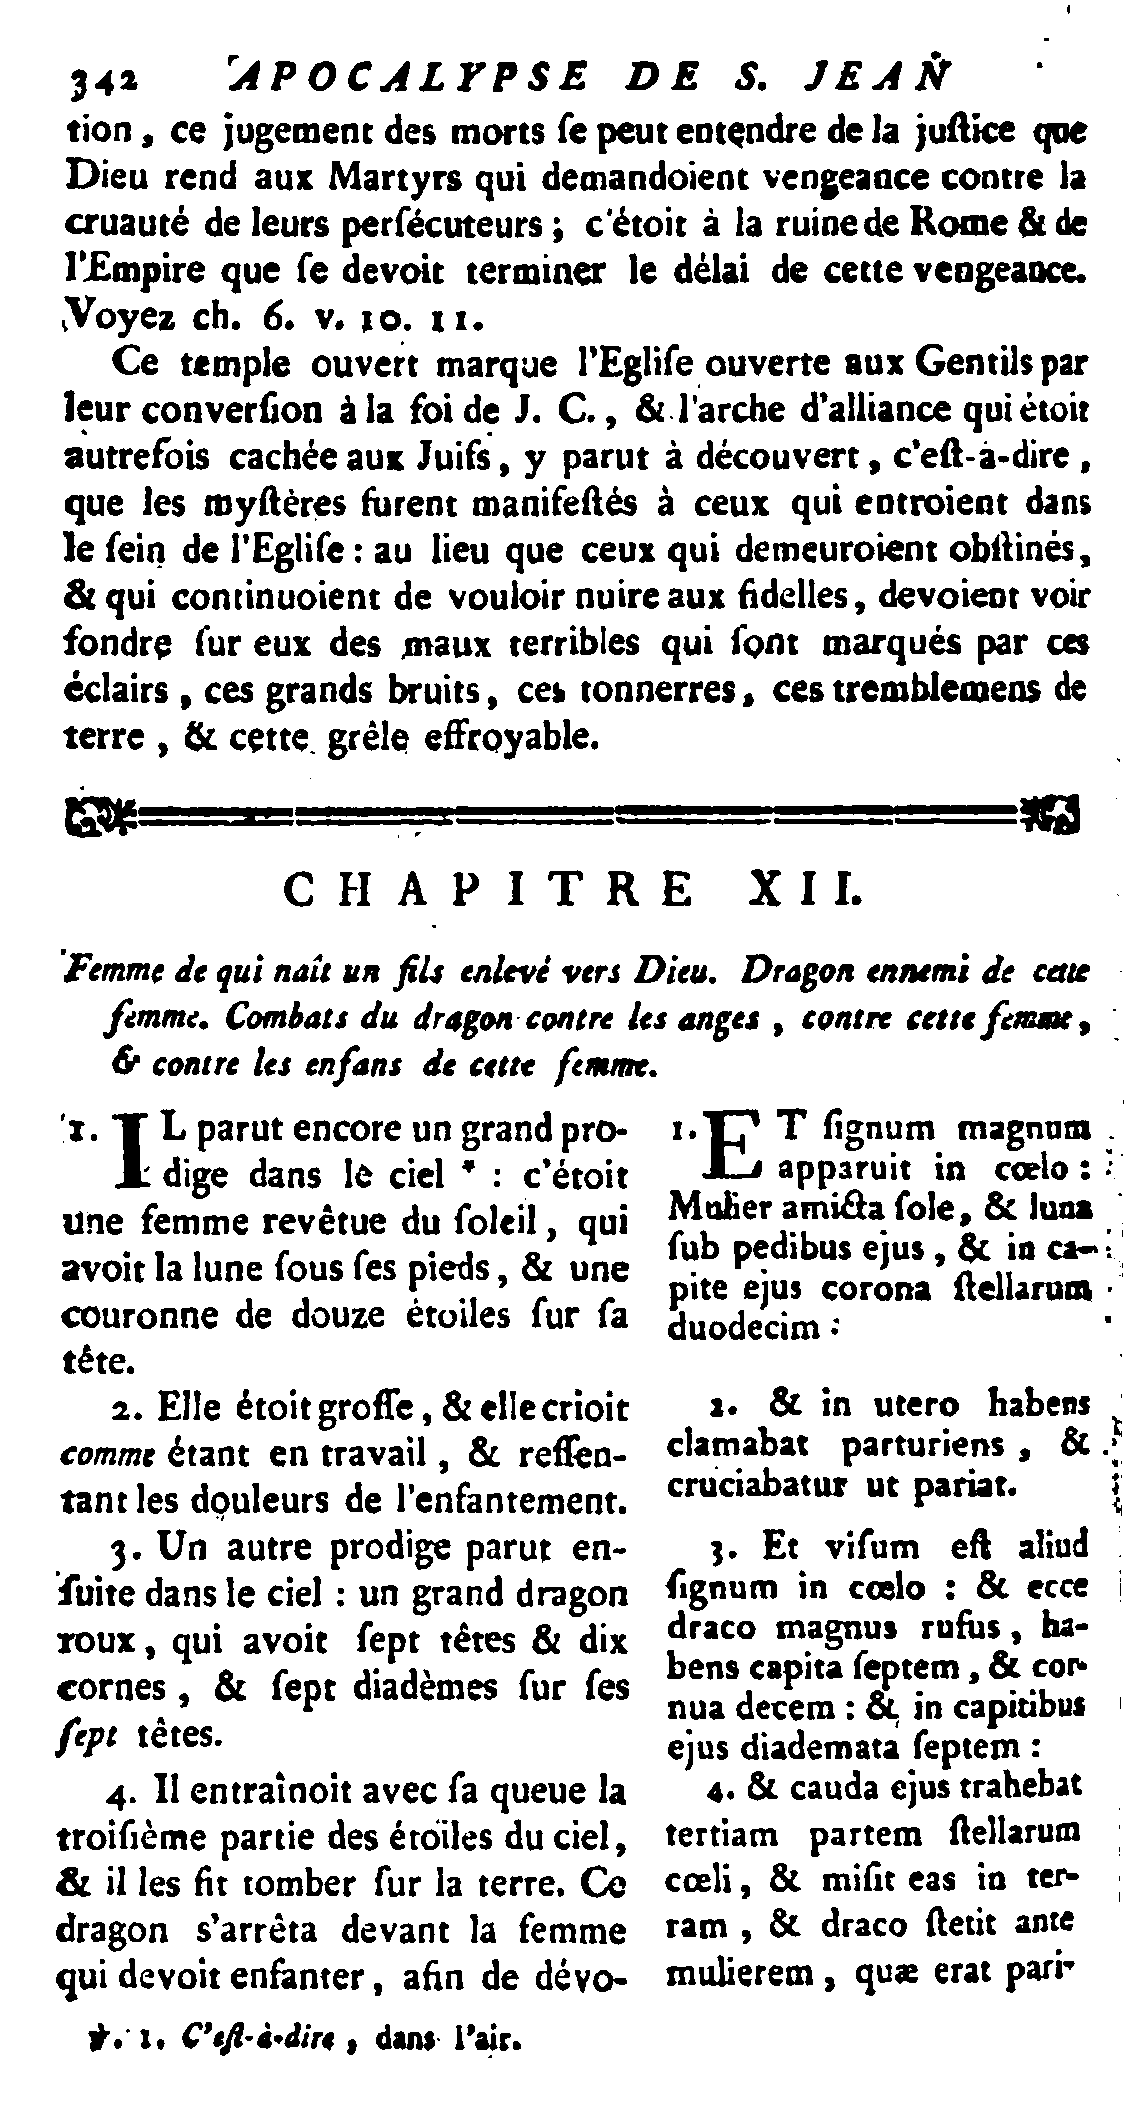 342 APOCALYPSE DE S. JEAN
tion, ce jugement des morts ſe peut entendre de la juſtice que
Dieu rend aux Martyrs qui demandoient vengeance contre la
cruauté de leurs perſécuteurs ; c'étoit à la ruine de Rome & de
l'Empire que ſe devoit terminer le délai de cette vengeance.
Voyez ch. 6. v. 10. 11.
Ce temple ouvert marque l'Egliſe ouverte aux Gentils par
leur converſion à la foi de J. C., & l'arche d'alliance qui étoit
autrefois cachée aux Juifs, y parut à découvert, c'eſt-à-dire,
que les myſtères furent manifeſtés à ceux qui entroient dans
le ſein de l'Egliſe : au lieu que ceux qui demeuroient obſtinés,
& qui continuoient de vouloir nuire aux fidelles, devoient voir
fondre ſur eux des maux terribles qui ſont marqués par ces
éclairs, ces grands bruits, ces tonnerres, ces tremblemens de
terre, & cette grêle effroyable.
CHAPITRE XII.
Femme de qui naît un fils enlevé vers Dieu. Dragon ennemi de cette
femme. Combats du dragon contre les anges, contre cette femme,
& contre les enfans de cette femme.
1. IL parut encore un grand pro-
dige dans le ciel * : c'étoit
une femme revêtue du ſoleil, qui
avoit la lune ſous ſes pieds, & une
couronne de douze étoiles ſur ſa
tête.
2. Elle étoit groſſe, & elle crioit
comme étant en travail, & reſſen-
tant les douleurs de l'enfantement.
3. Un autre prodige parut en-
ſuite dans le ciel : un grand dragon
roux, qui avoit ſept têtes & dix
cornes, & ſept diadèmes ſur ſes
ſept têtes.
4. Il entraînoit avec ſa queue la
troiſième partie des étoiles du ciel,
& il les fit tomber ſur la terre. Ce
dragon s'arrêta devant la femme
qui devoit enfanter, afin de dévo-
1. ET ſignum magnum
apparuit in cœlo :
Mulier amicta ſole, & luna
ſub pedibus ejus, & in ca-
pite ejus corona ſtellarum
duodecim :
2. & in utero habens
clamabat parturiens, &
cruciabatur ut pariat.
3. Et viſum eſt aliud
ſignum in cœlo : & ecce
draco magnus rufus, ha-
bens capita ſeptem, & cor-
nua decem : & in capitibus
ejus diademata ſeptem :
4. & cauda ejus trahebat
tertiam partem ſtellarum
cœli, & miſit eas in ter-
ram, & draco ſtetit ante
mulierem, quæ erat pari-
℣. 1. C'eſt-à-dire, dans l'air.